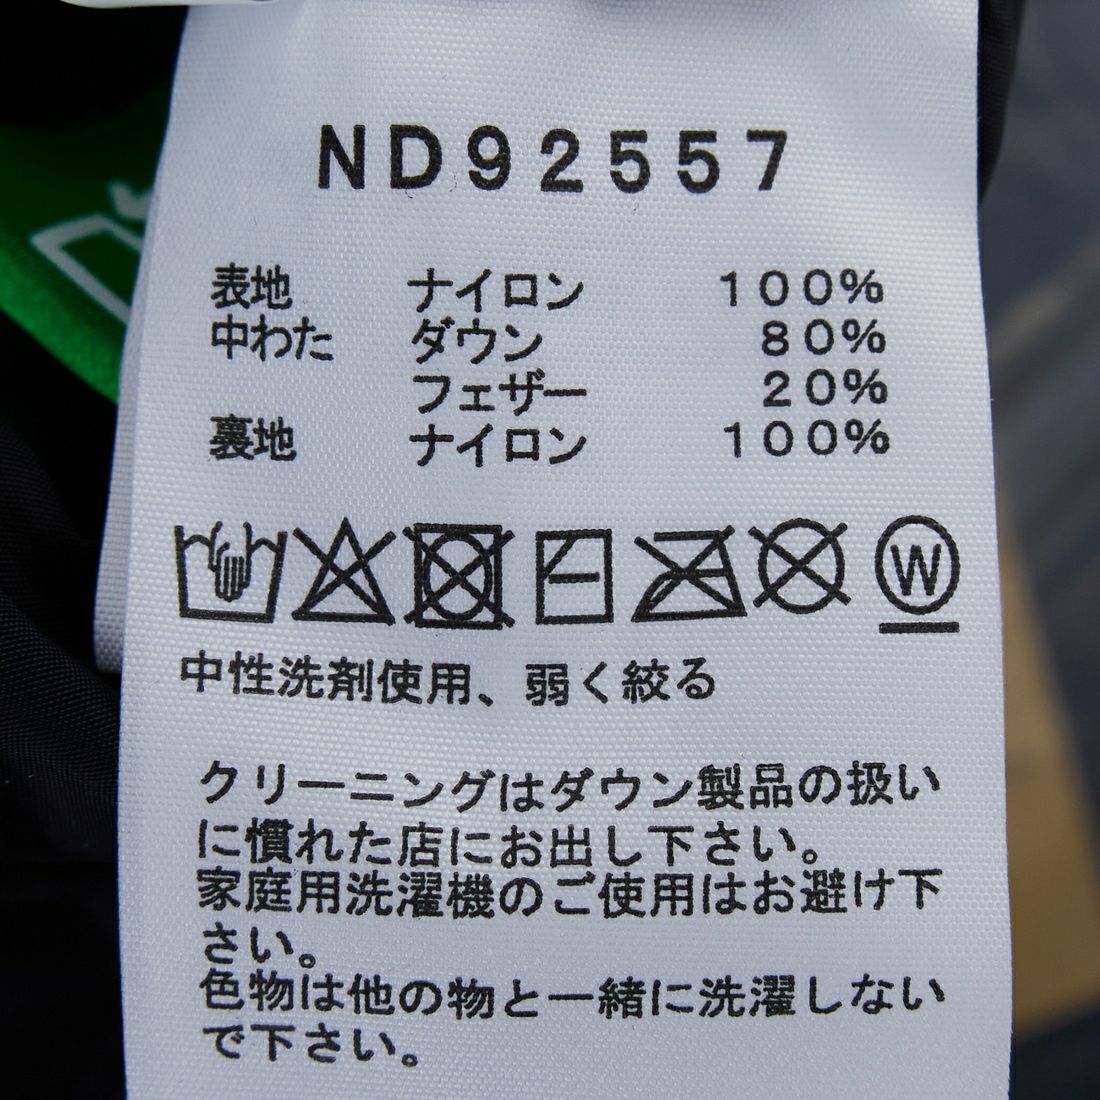 ND92557
表地 ナイロン 100%
中わた ダウン 80%
フェザー 20%
裏地 ナイロン 100%
W
中性洗剤使用、弱く絞る
クリーニングはダウン製品の扱い
に慣れた店にお出し下さい。
家庭用洗濯機のご使用はお避け下
さい。
色物は他の物と一緒に洗濯しない
で下さい。